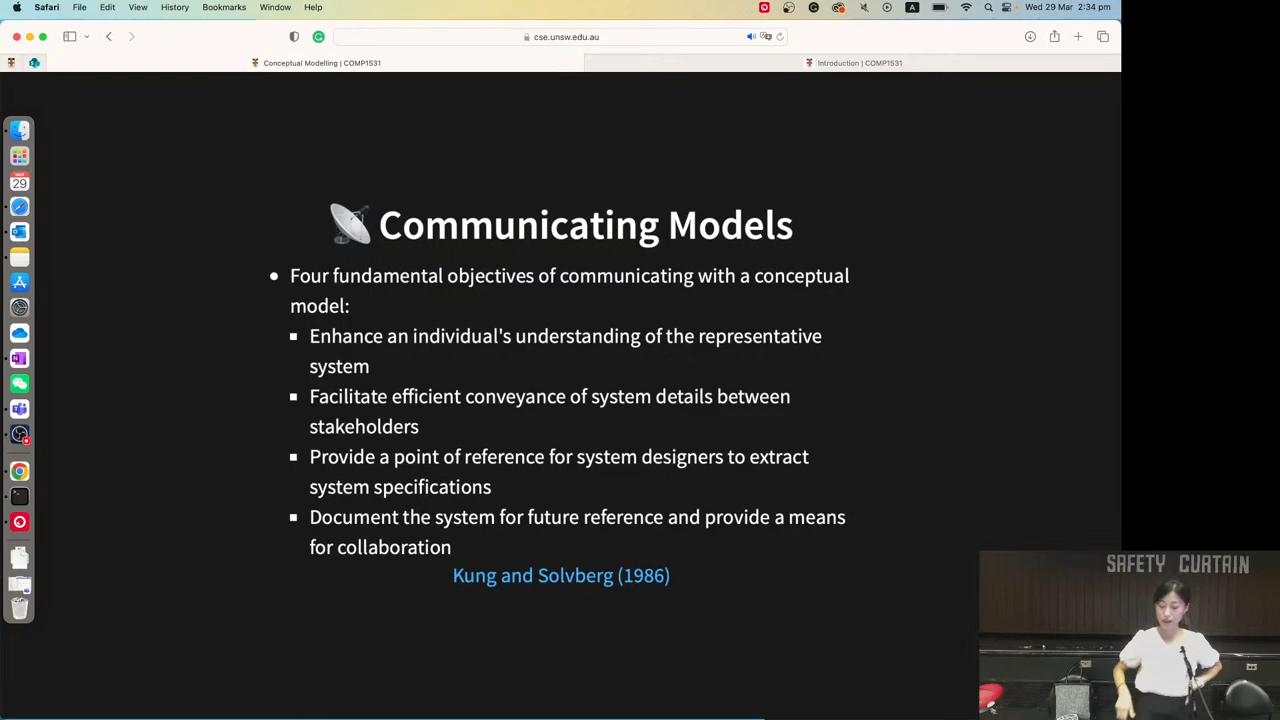 Safari File Edit View History Bookmarks Window Help A Wed 29 Mar 2:34 pm
cse.unsw.edu.au
Conceptual Modelling | COMP1531 Introduction | COMP1531
MAR
29
📡 Communicating Models
• Four fundamental objectives of communicating with a conceptual
model:
▪ Enhance an individual's understanding of the representative
system
▪ Facilitate efficient conveyance of system details between
stakeholders
▪ Provide a point of reference for system designers to extract
system specifications
▪ Document the system for future reference and provide a means
for collaboration
Kung and Solvberg (1986)
SAFETY CURTAIN